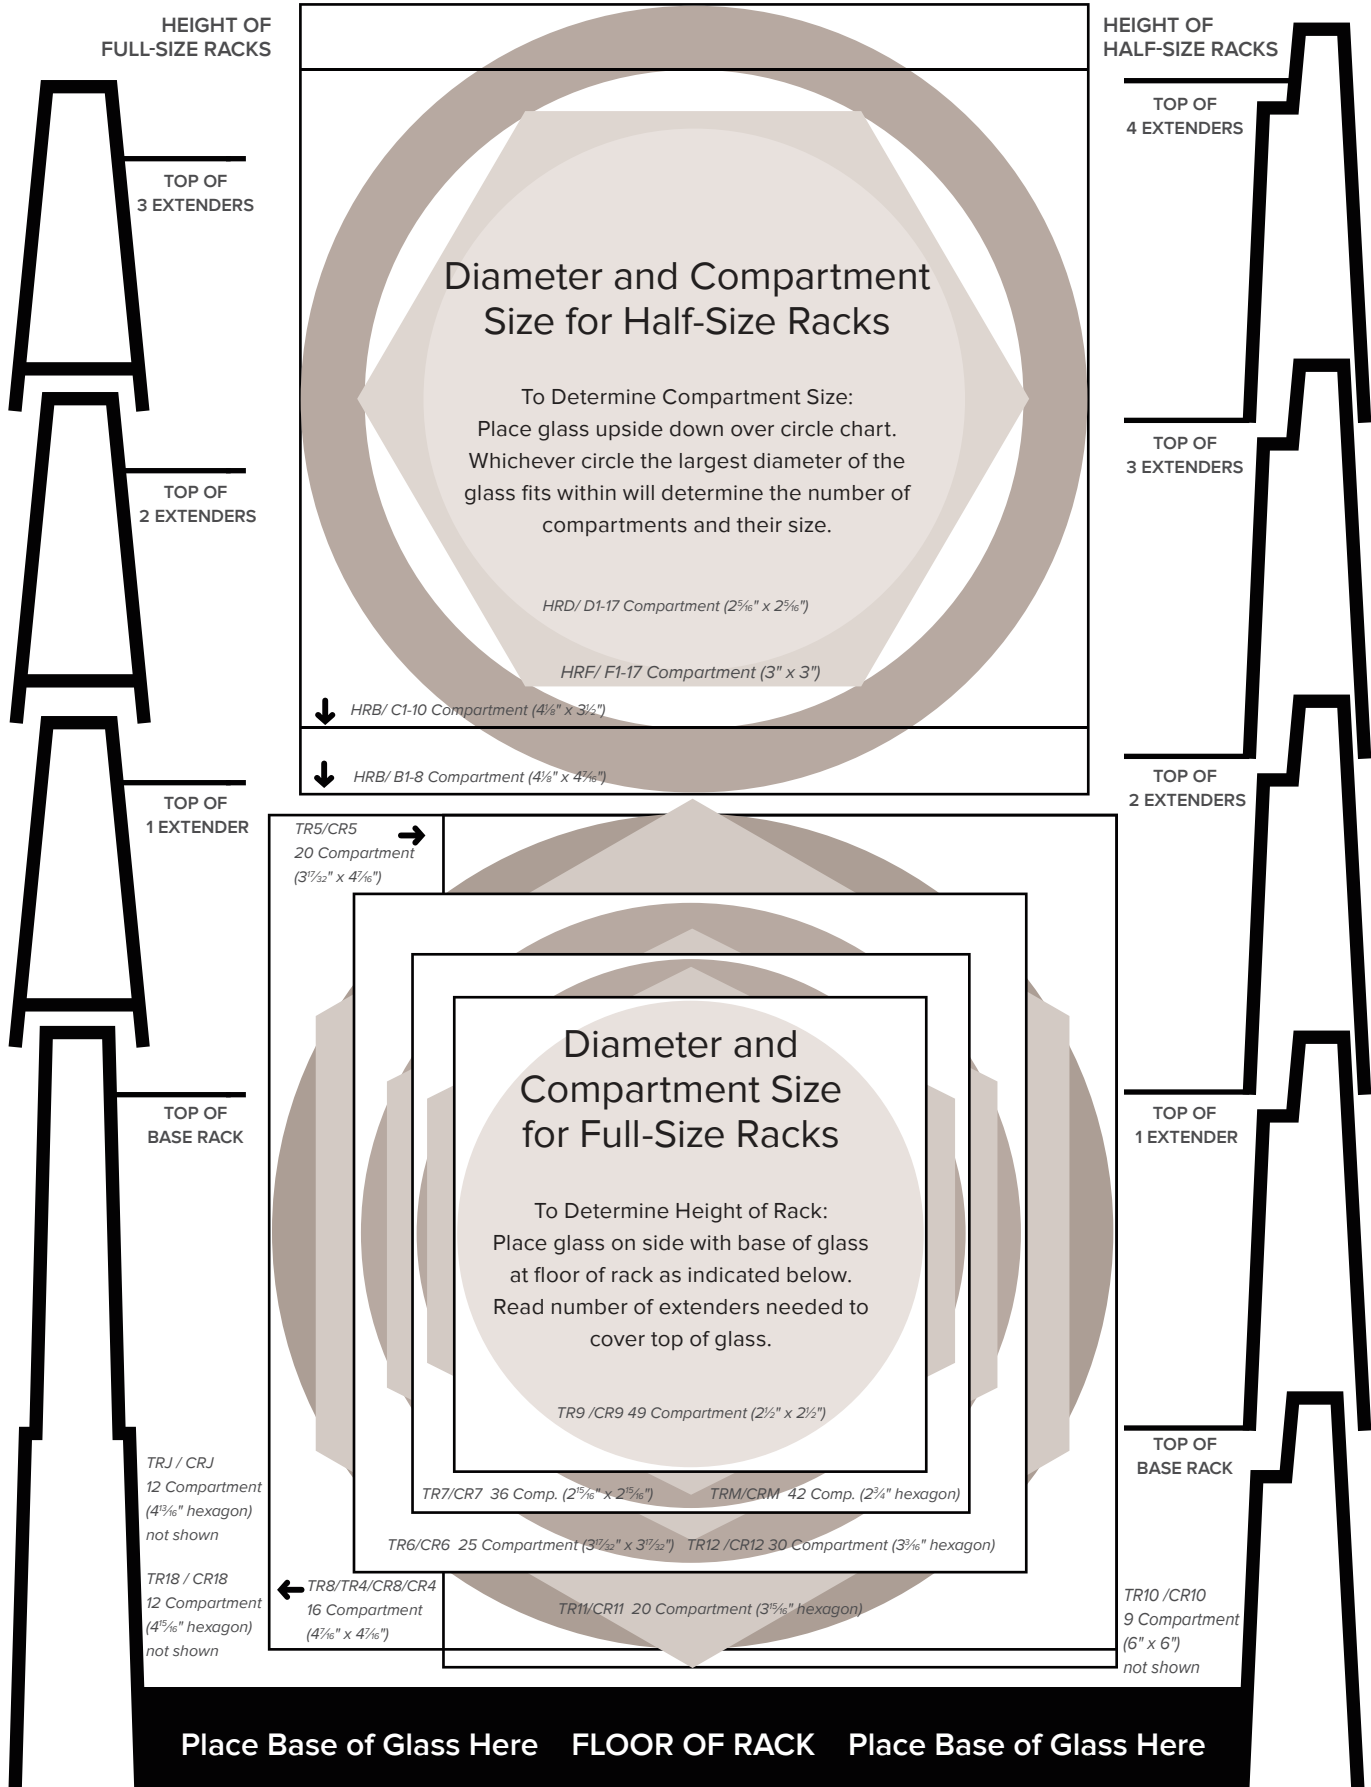 HEIGHT OF
FULL-SIZE RACKS
TOP OF
3 EXTENDERS
TOP OF
2 EXTENDERS
TOP OF
1 EXTENDER
TOP OF
BASE RACK
TRJ / CRJ
12 Compartment
(4¹³⁄₁₆" hexagon)
not shown
TR18 / CR18
12 Compartment
(4¹⁵⁄₁₆" hexagon)
not shown
Diameter and Compartment
Size for Half-Size Racks
To Determine Compartment Size:
Place glass upside down over circle chart.
Whichever circle the largest diameter of the
glass fits within will determine the number of
compartments and their size.
HRD/ D1-17 Compartment (2⁵⁄₁₆" x 2⁵⁄₁₆")
HRF/ F1-17 Compartment (3" x 3")
HRB/ C1-10 Compartment (4⅛" x 3½")
HRB/ B1-8 Compartment (4⅛" x 4⁷⁄₁₆")
TR5/CR5
20 Compartment
(3¹⁷⁄₃₂" x 4⁷⁄₁₆")
Diameter and
Compartment Size
for Full-Size Racks
To Determine Height of Rack:
Place glass on side with base of glass
at floor of rack as indicated below.
Read number of extenders needed to
cover top of glass.
TR9 /CR9 49 Compartment (2½" x 2½")
TR7/CR7 36 Comp. (2¹⁵⁄₁₆" x 2¹⁵⁄₁₆") TRM/CRM 42 Comp. (2¾" hexagon)
TR6/CR6 25 Compartment (3¹⁷⁄₃₂" x 3¹⁷⁄₃₂") TR12 /CR12 30 Compartment (3³⁄₁₆" hexagon)
TR8/TR4/CR8/CR4
16 Compartment
(4⁷⁄₁₆" x 4⁷⁄₁₆")
TR11/CR11 20 Compartment (3¹⁵⁄₁₆" hexagon)
HEIGHT OF
HALF-SIZE RACKS
TOP OF
4 EXTENDERS
TOP OF
3 EXTENDERS
TOP OF
2 EXTENDERS
TOP OF
1 EXTENDER
TOP OF
BASE RACK
TR10 /CR10
9 Compartment
(6" x 6")
not shown
Place Base of Glass Here FLOOR OF RACK Place Base of Glass Here